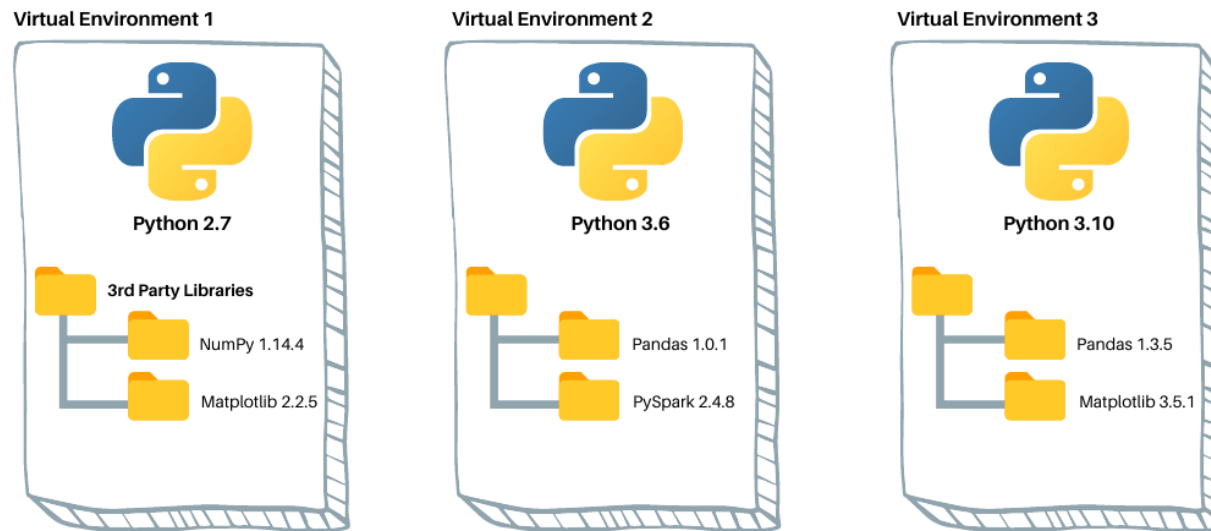 Virtual Environment 1
Python 2.7
3rd Party Libraries
NumPy 1.14.4
Matplotlib 2.2.5
Virtual Environment 2
Python 3.6
Pandas 1.0.1
PySpark 2.4.8
Virtual Environment 3
Python 3.10
Pandas 1.3.5
Matplotlib 3.5.1